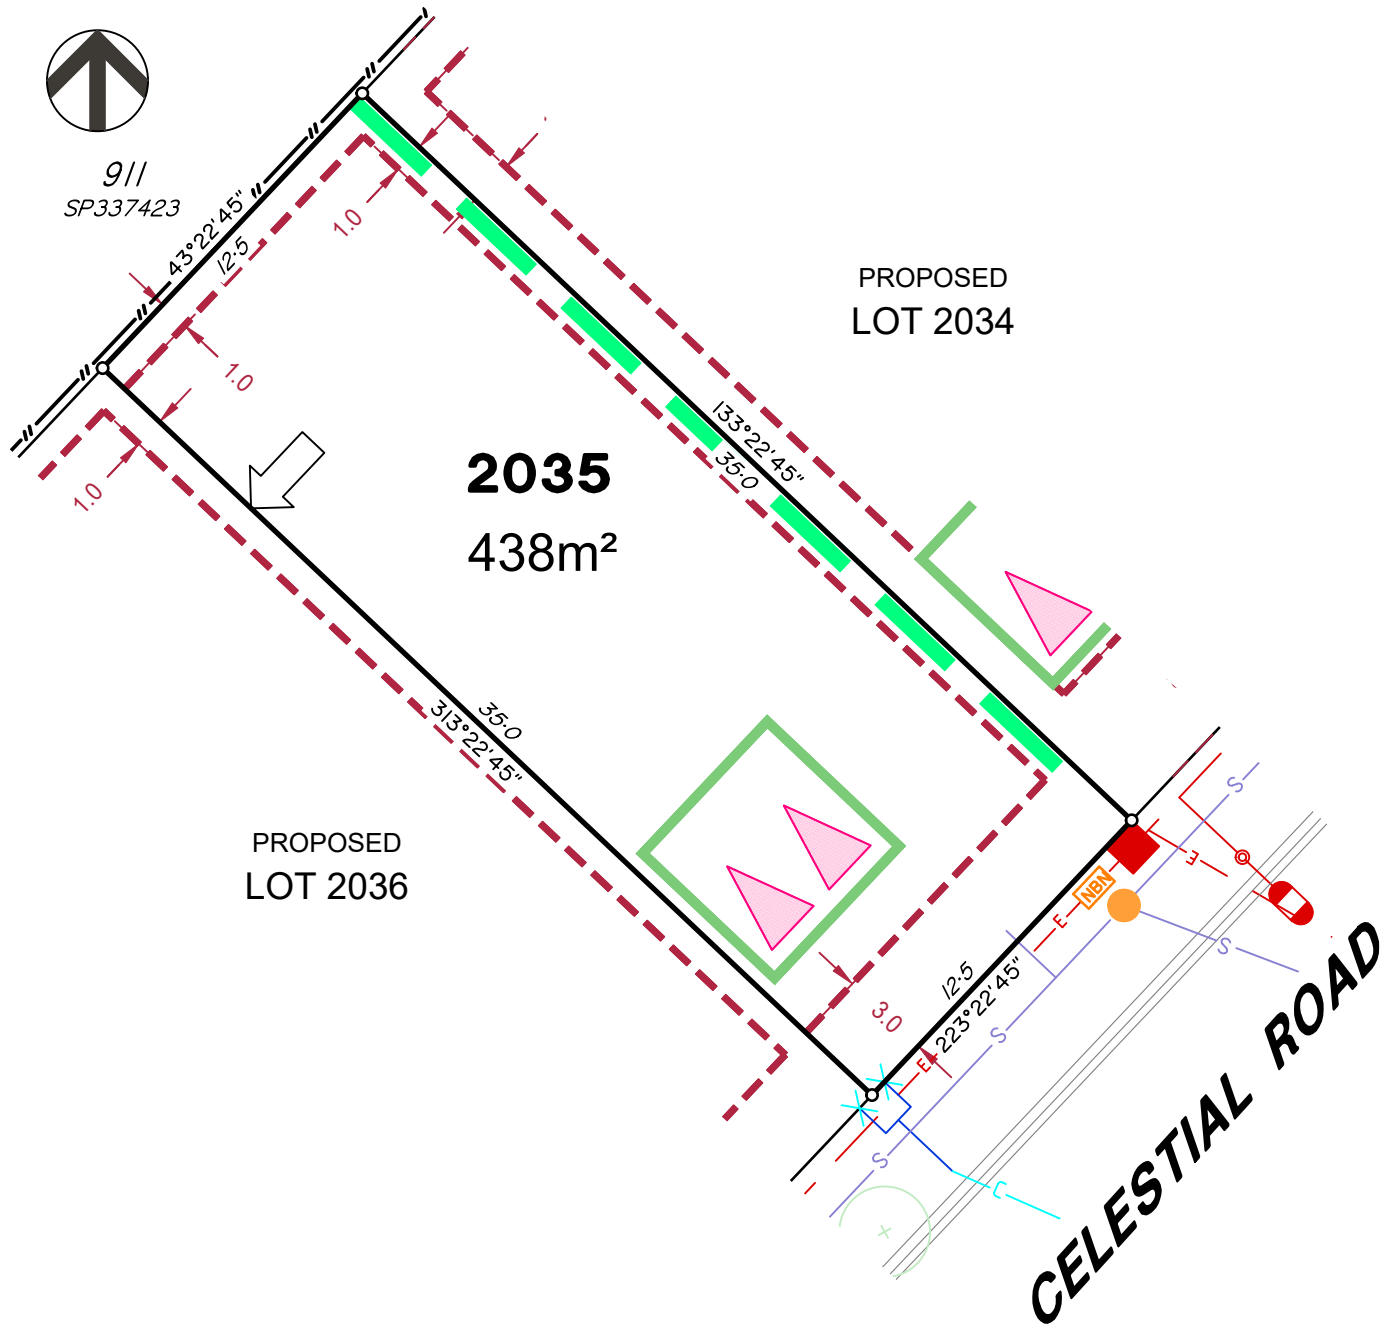 911
SP337423
43°22'45"
12·5
1.0
1.0
1.0
PROPOSED
LOT 2034
133°22'45"
35·0
2035
438m²
35·0
313°22'45"
PROPOSED
LOT 2036
3.0
12·5
223°22'45"
NBN
E
E
E
S
S
S
S
C
CELESTIAL ROAD